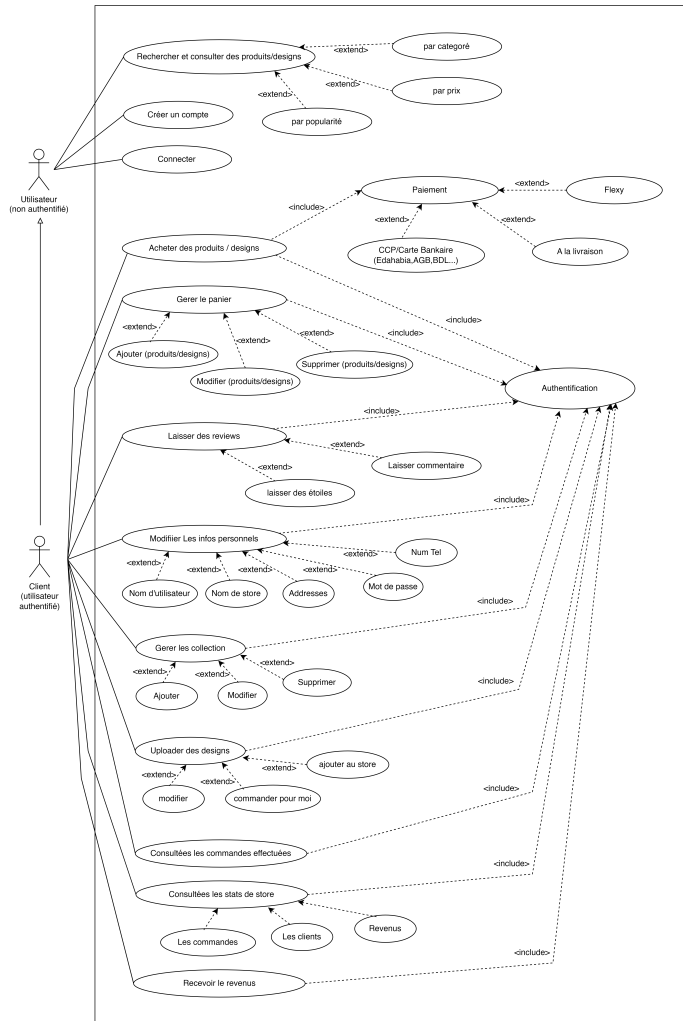 par categoré
<extend>
Rechercher et consulter des produits/designs
<extend>
par prix
<extend>
par popularité
Créer un compte
Connecter
Utilisateur
(non authentifié)
Paiement
<extend>
Flexy
<include>
<extend>
<extend>
Acheter des produits / designs
CCP/Carte Bankaire
(Edahabia,AGB,BDL...)
A la livraison
Gerer le panier
<include>
<include>
<extend>
<extend>
<extend>
Ajouter (produits/designs)
Supprimer (produits/designs)
Modifier (produits/designs)
Authentification
<include>
Laisser des reviews
<extend>
Laisser commentaire
<extend>
laisser des étoiles
<include>
Modifiier Les infos personnels
Num Tel
<extend>
<extend>
<extend>
<extend>
<extend>
Nom d'utilisateur
Nom de store
Addresses
Mot de passe
Client
(utilisateur
authentifié)
<include>
Gerer les collection
<extend>
<extend>
<extend>
Supprimer
Ajouter
Modifier
<include>
Uploader des designs
ajouter au store
<extend>
<extend>
<extend>
modifier
commander pour moi
<include>
Consultées les commandes effectuées
<include>
Consultées les stats de store
Revenus
Les clients
Les commandes
<include>
Recevoir le revenus